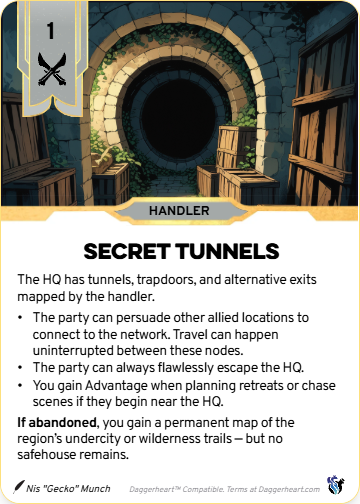 1
HANDLER
SECRET TUNNELS
The HQ has tunnels, trapdoors, and alternative exits
mapped by the handler.
• The party can persuade other allied locations to
connect to the network. Travel can happen
uninterrupted between these nodes.
• The party can always flawlessly escape the HQ.
• You gain Advantage when planning retreats or chase
scenes if they begin near the HQ.
If abandoned, you gain a permanent map of the
region's undercity or wilderness trails — but no
safehouse remains.
Nis "Gecko" Munch
Daggerheart™ Compatible. Terms at Daggerheart.com